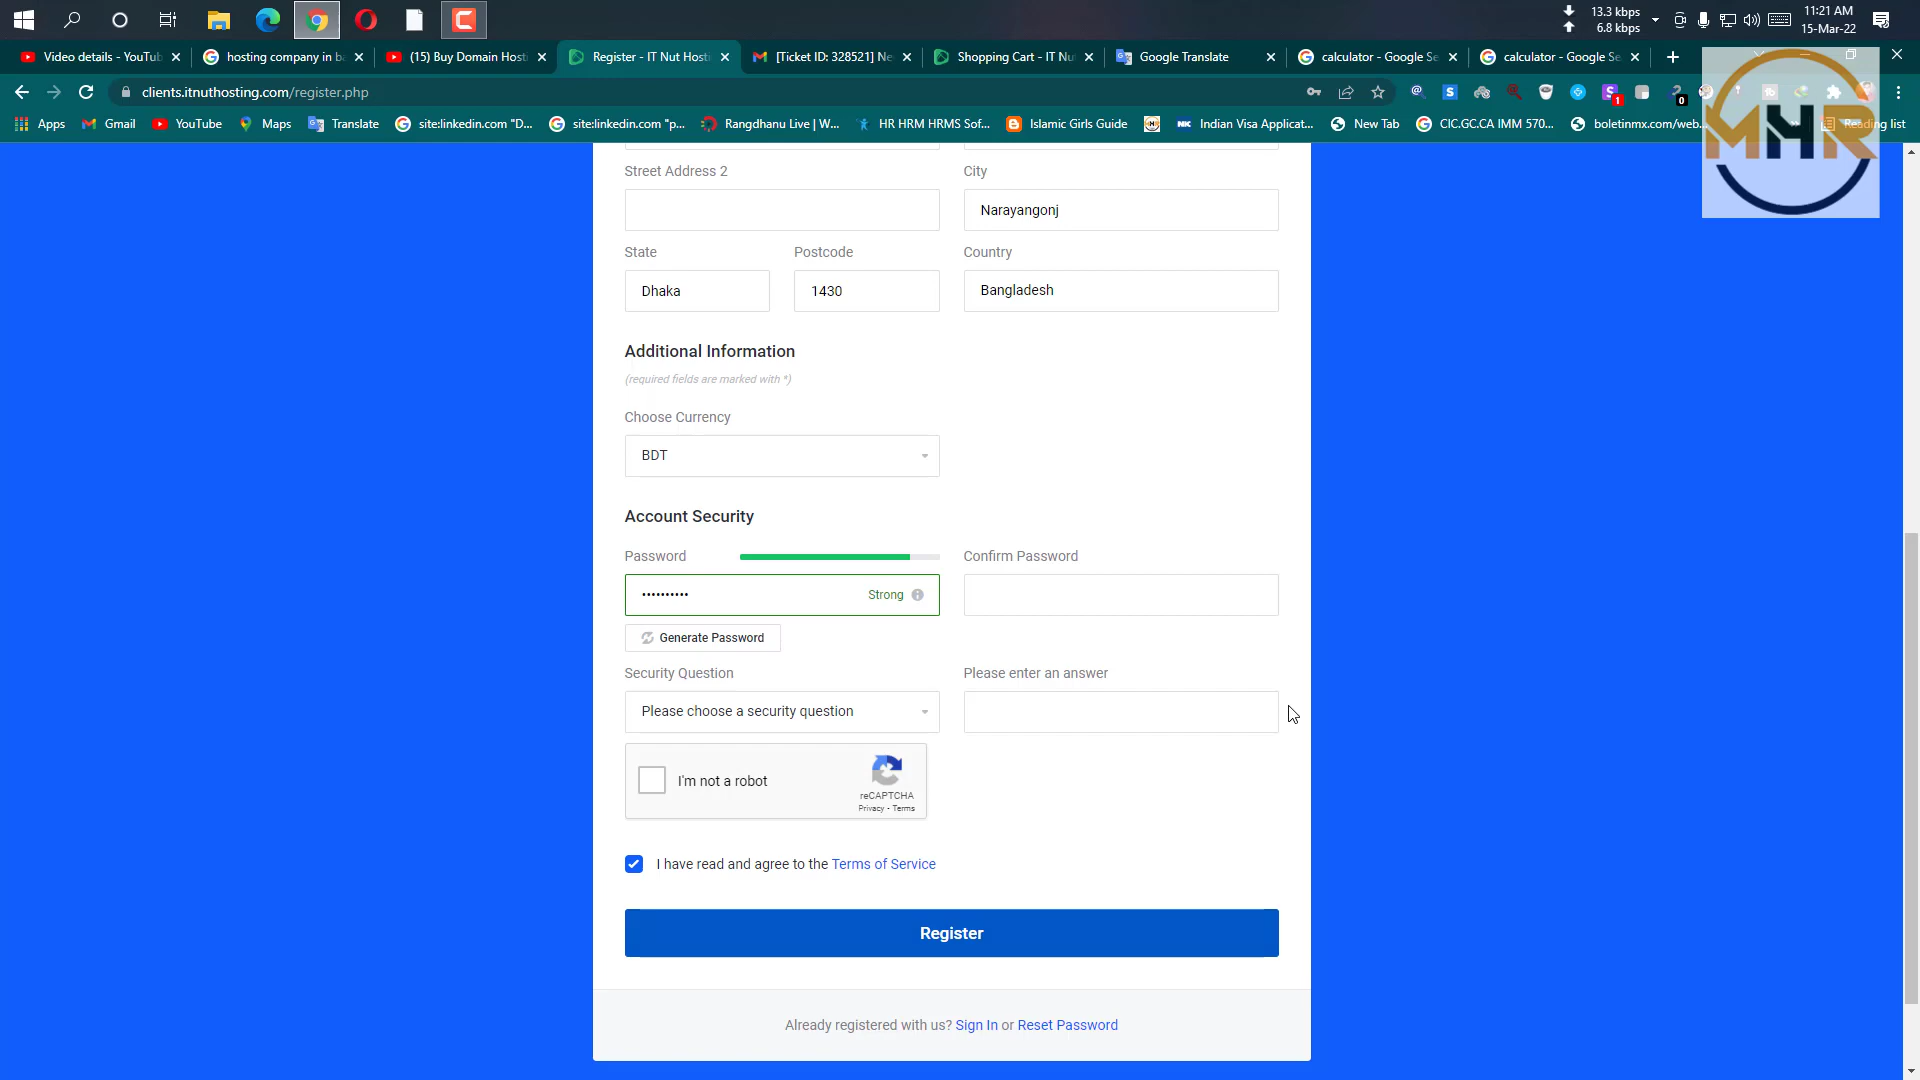 13.3 kbps
6.8 kbps
11:21 AM
15-Mar-22
Video details - YouTub
hosting company in ba
(15) Buy Domain Hosti
Register - IT Nut Hosti
[Ticket ID: 328521] Ne
Shopping Cart - IT Nut
Google Translate
calculator - Google Se
calculator - Google Se
clients.itnuthosting.com/register.php
1
0
Apps
Gmail
YouTube
Maps
Translate
site:linkedin.com "D...
site:linkedin.com "p...
Rangdhanu Live | W...
HR HRM HRMS Sof...
Islamic Girls Guide
NK Indian Visa Applicat...
New Tab
CIC.GC.CA IMM 570...
boletinmx.com/web...
Reading list
MHR
Street Address 2
City
Narayangonj
State
Postcode
Country
Dhaka
1430
Bangladesh
Additional Information
(required fields are marked with *)
Choose Currency
BDT
Account Security
Password
Confirm Password
Strong
Generate Password
Security Question
Please enter an answer
Please choose a security question
I'm not a robot
reCAPTCHA
Privacy - Terms
I have read and agree to the Terms of Service
Register
Already registered with us? Sign In or Reset Password